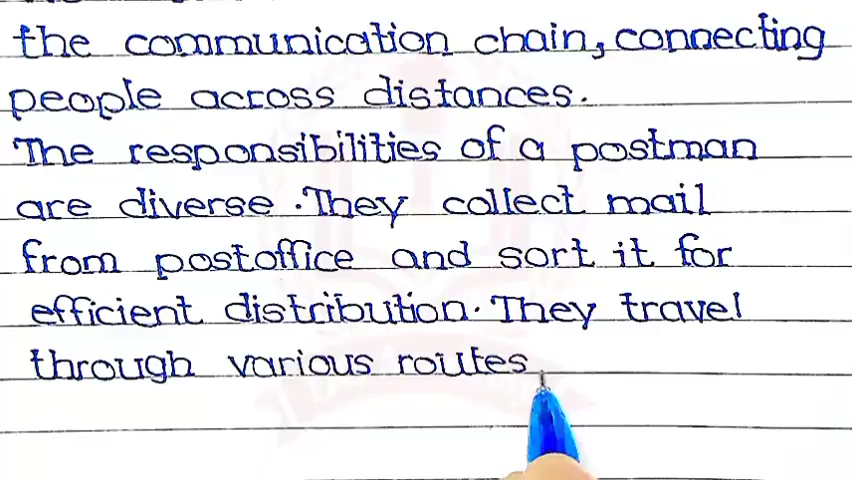 the communication chain, connecting
people across distances.
The responsibilities of a postman
are diverse. They collect mail
from postoffice and sort it for
efficient distribution. They travel
through various routes